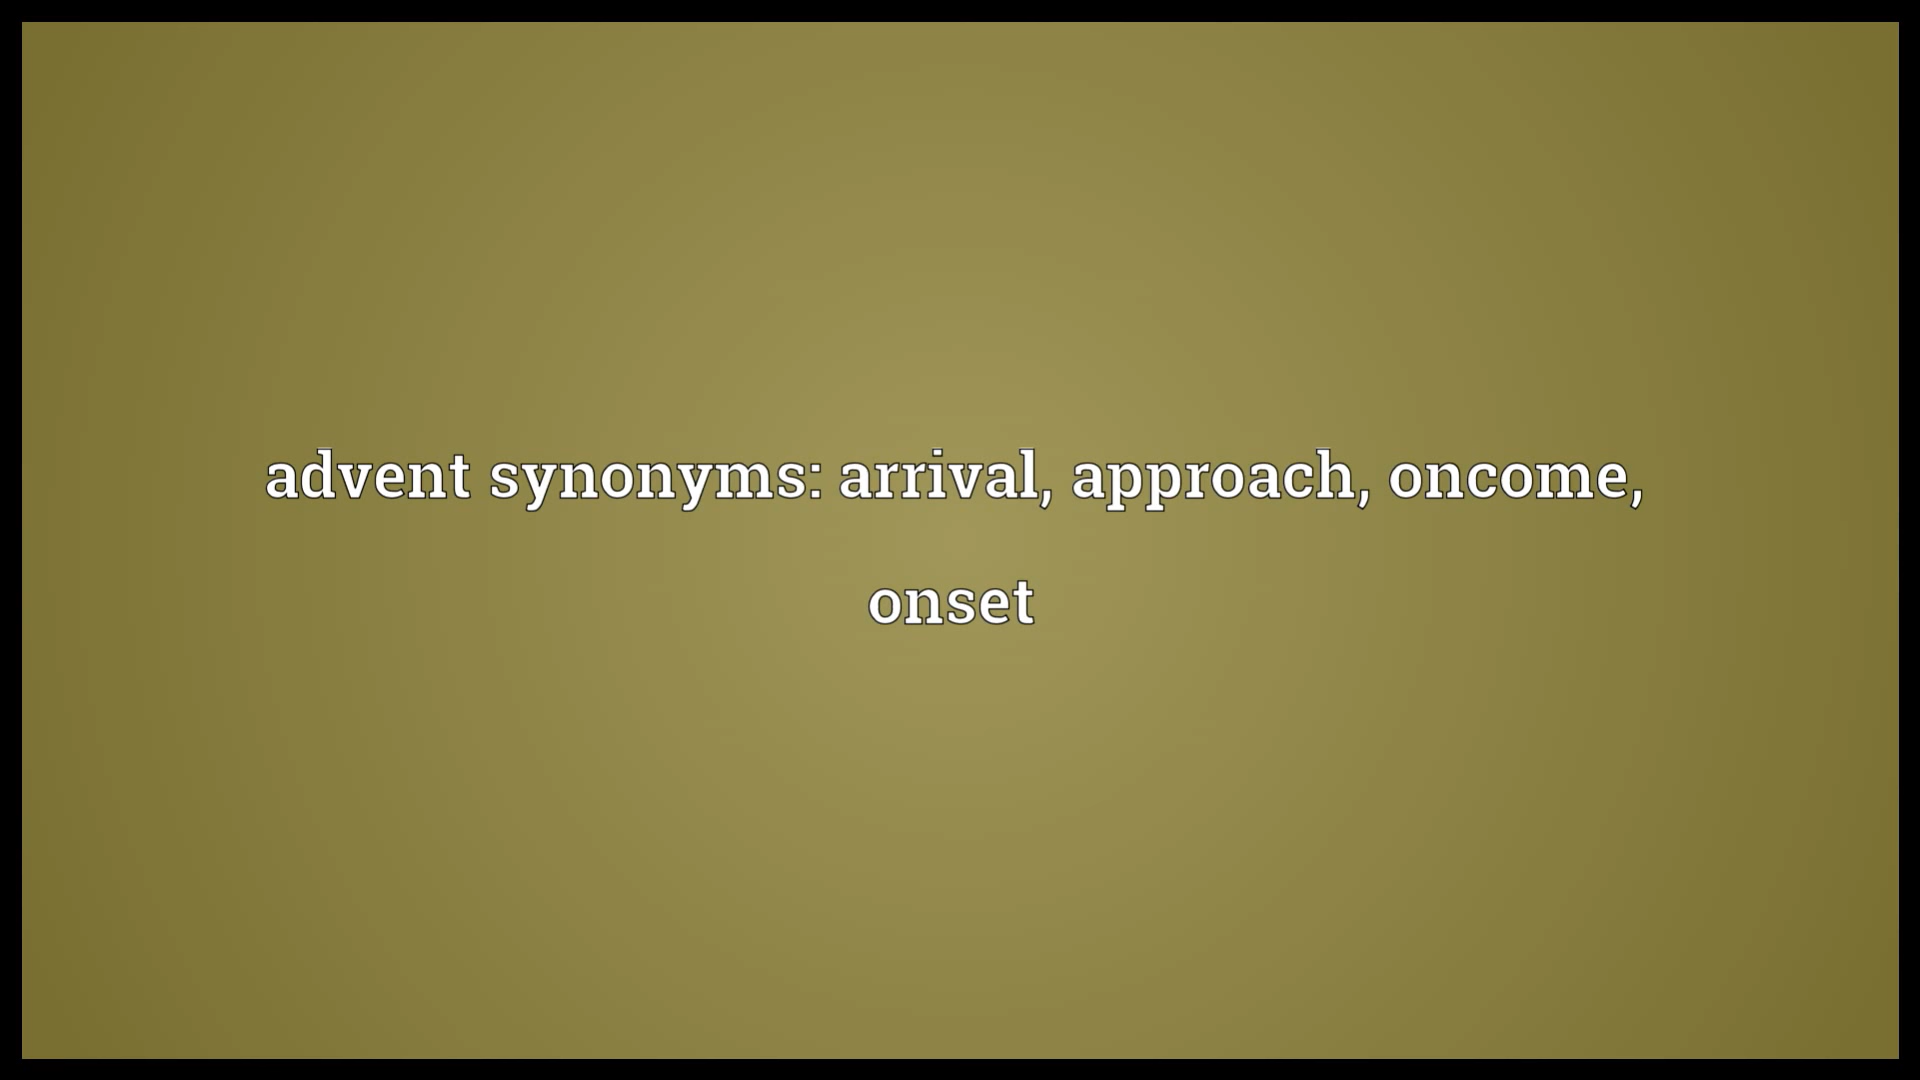 advent synonyms: arrival, approach, oncome,
onset